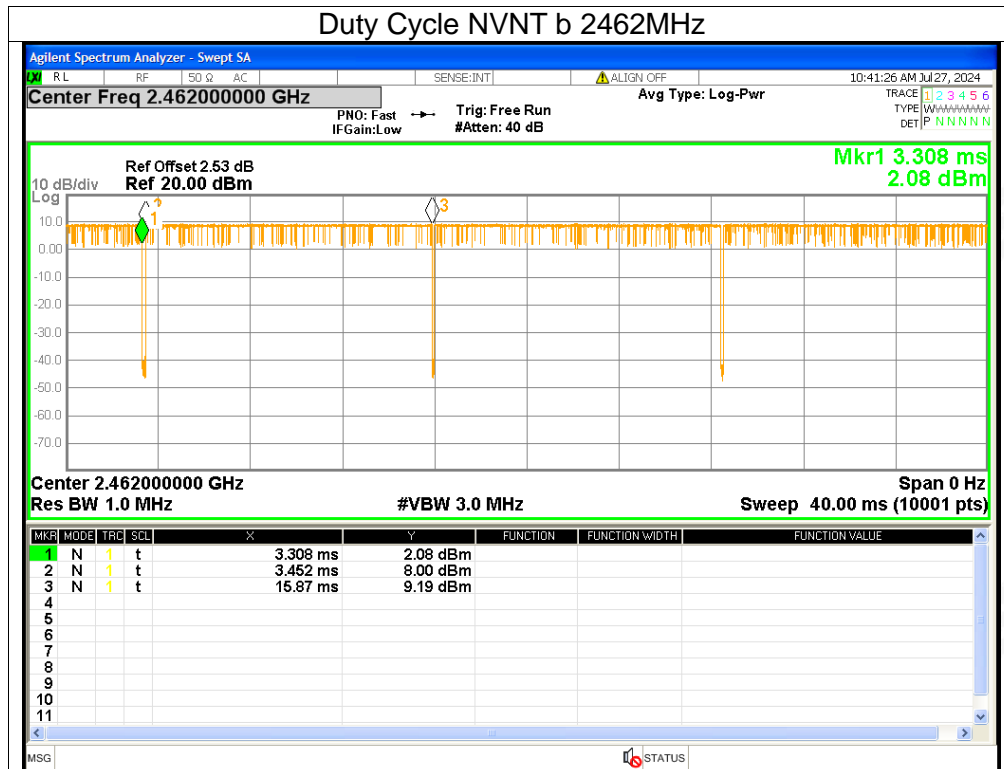 Duty Cycle NVNT b 2462MHz
Agilent Spectrum Analyzer - Swept SA
LXI RL RF 50 Ω AC SENSE:INT ALIGN OFF 10:41:26 AM Jul 27, 2024
Center Freq 2.462000000 GHz Avg Type: Log-Pwr TRACE 1 2 3 4 5 6
PNO: Fast Trig: Free Run TYPE W
IFGain:Low #Atten: 40 dB DET P N N N N N
Mkr1 3.308 ms
Ref Offset 2.53 dB
10 dB/div Ref 20.00 dBm 2.08 dBm
Log
2
1
3
10.0
0.00
-10.0
-20.0
-30.0
-40.0
-50.0
-60.0
-70.0
Center 2.462000000 GHz Span 0 Hz
Res BW 1.0 MHz #VBW 3.0 MHz Sweep 40.00 ms (10001 pts)
MKR MODE TRC SCL X Y FUNCTION FUNCTION WIDTH FUNCTION VALUE
1 N 1 t 3.308 ms 2.08 dBm
2 N 1 t 3.452 ms 8.00 dBm
3 N 1 t 15.87 ms 9.19 dBm
4
5
6
7
8
9
10
11
MSG STATUS